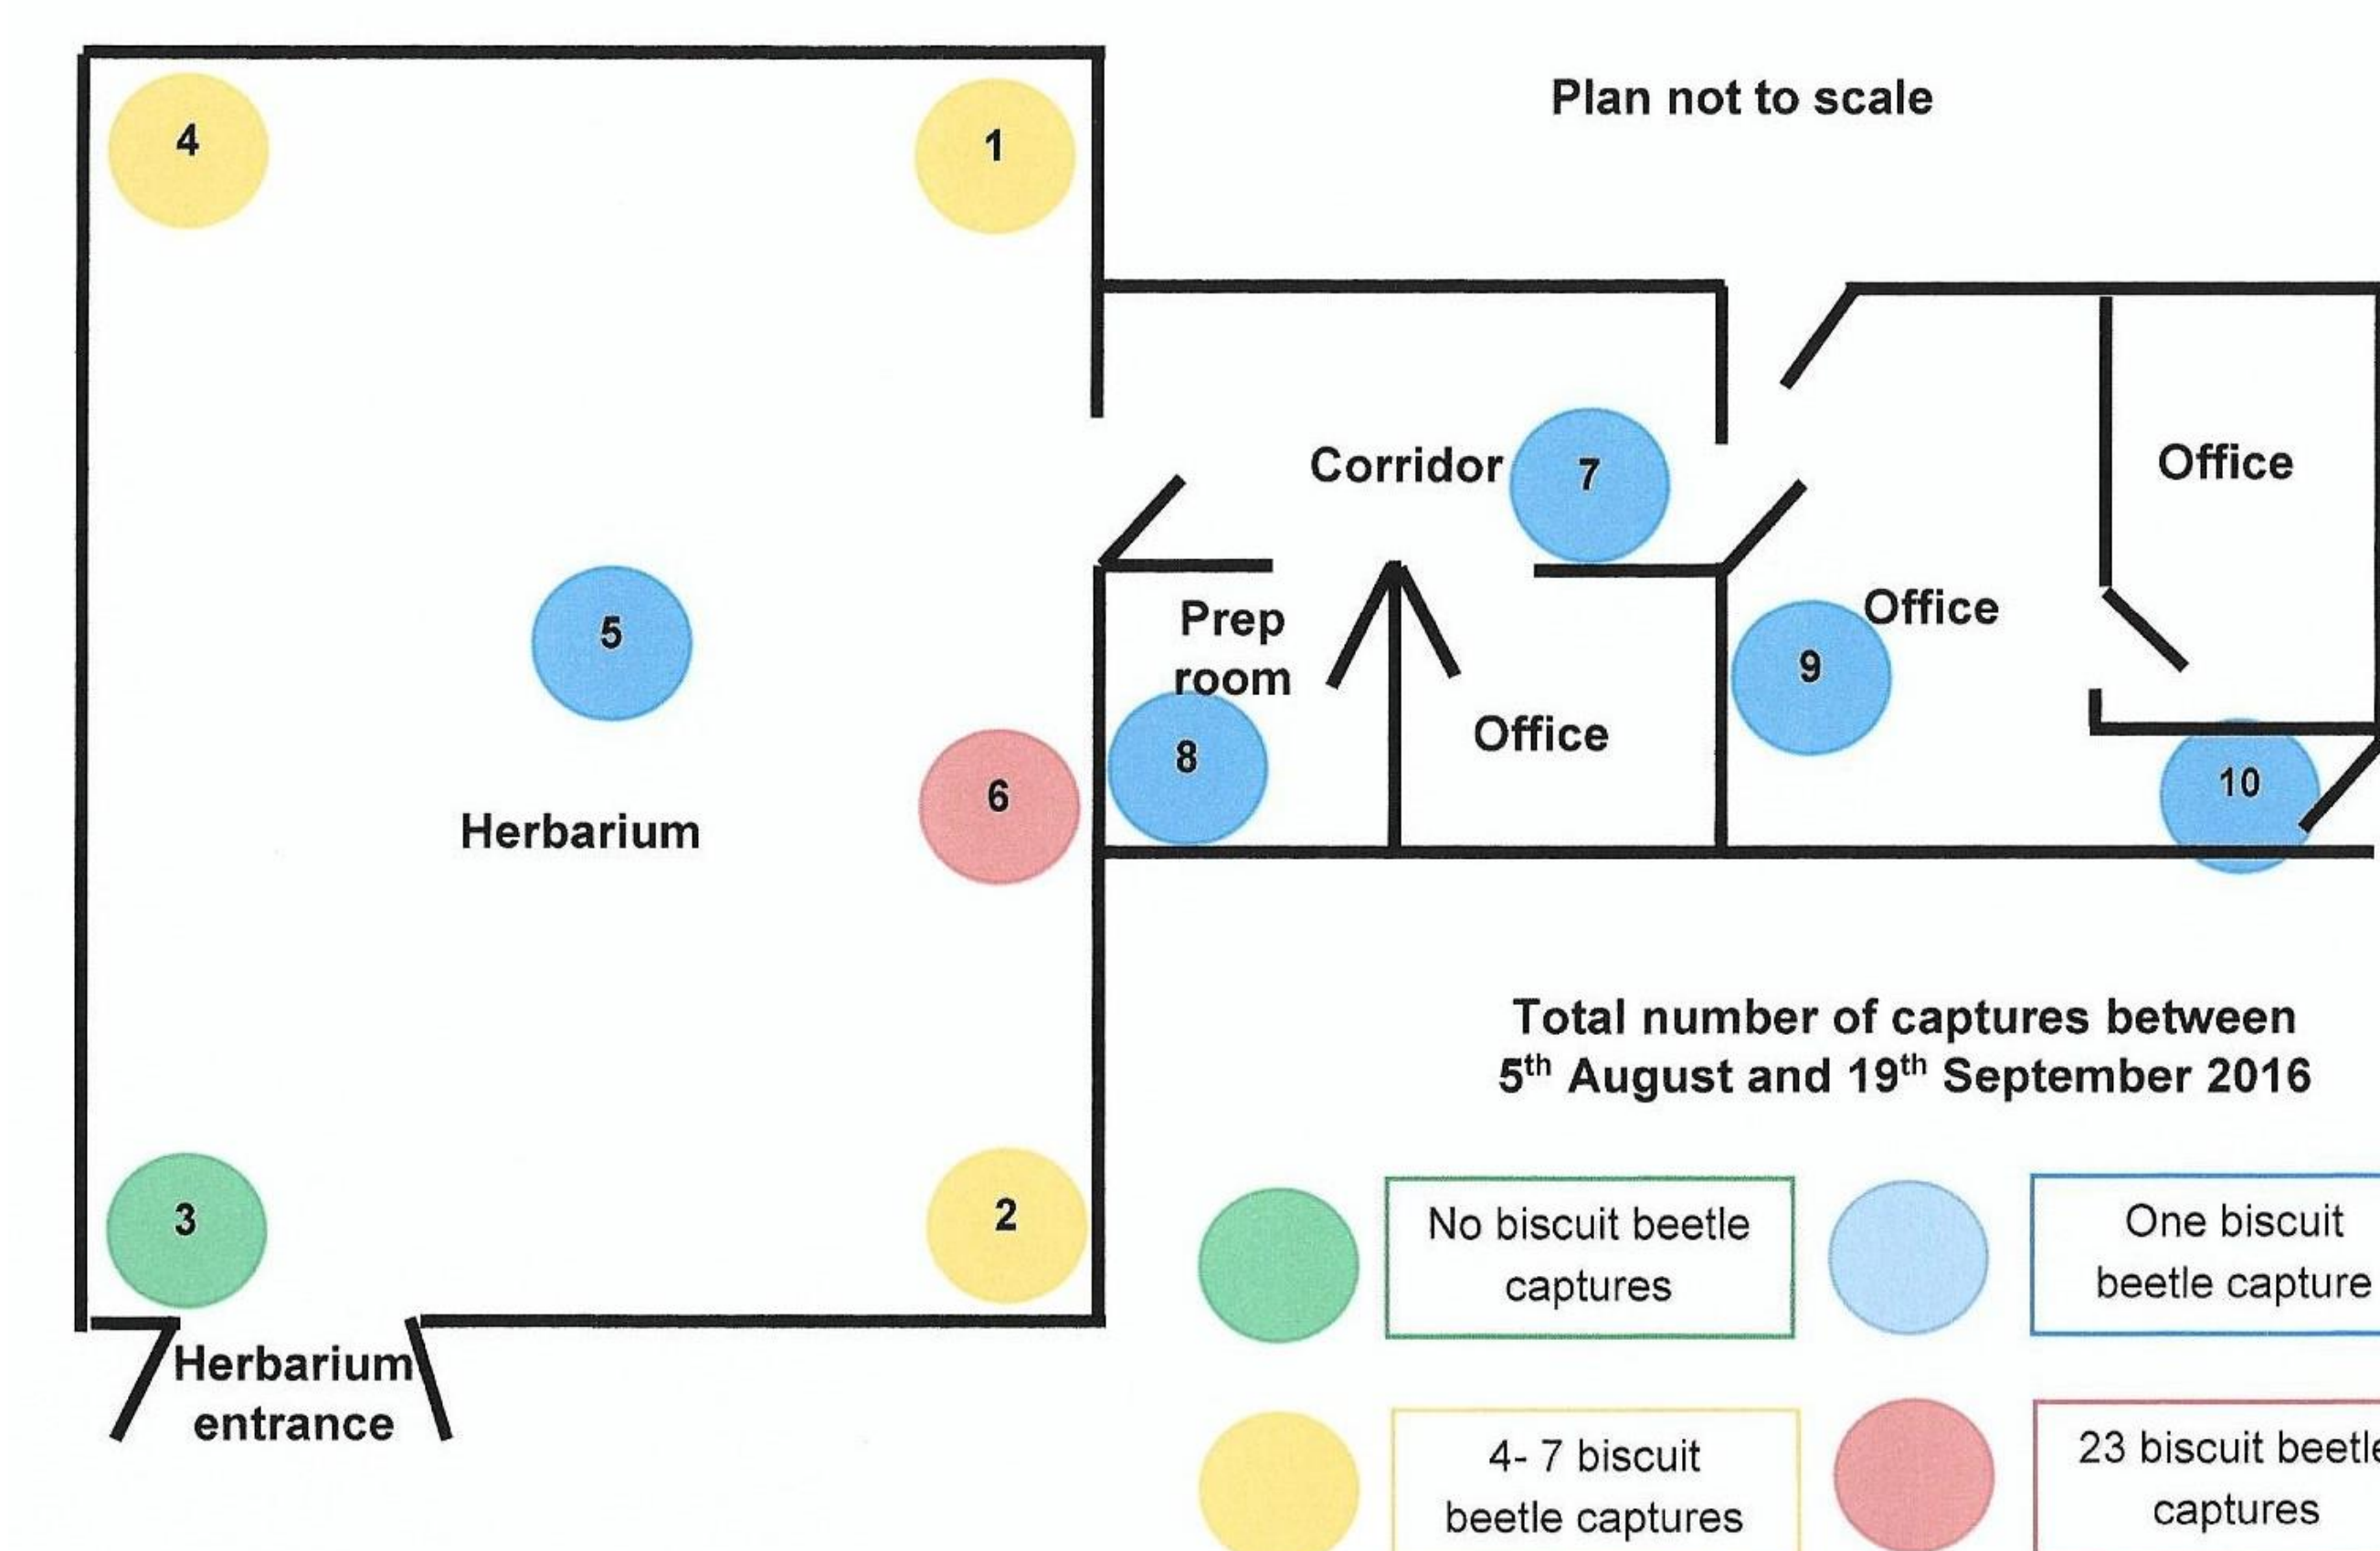 Plan not to scale
4
1
Corridor
7
Office
5
Prep
room
Office
9
6
8
Office
10
Herbarium
Total number of captures between
5th August and 19th September 2016
3
2
No biscuit beetle
captures
One biscuit
beetle capture
Herbarium
entrance
4- 7 biscuit
beetle captures
23 biscuit beetle
captures